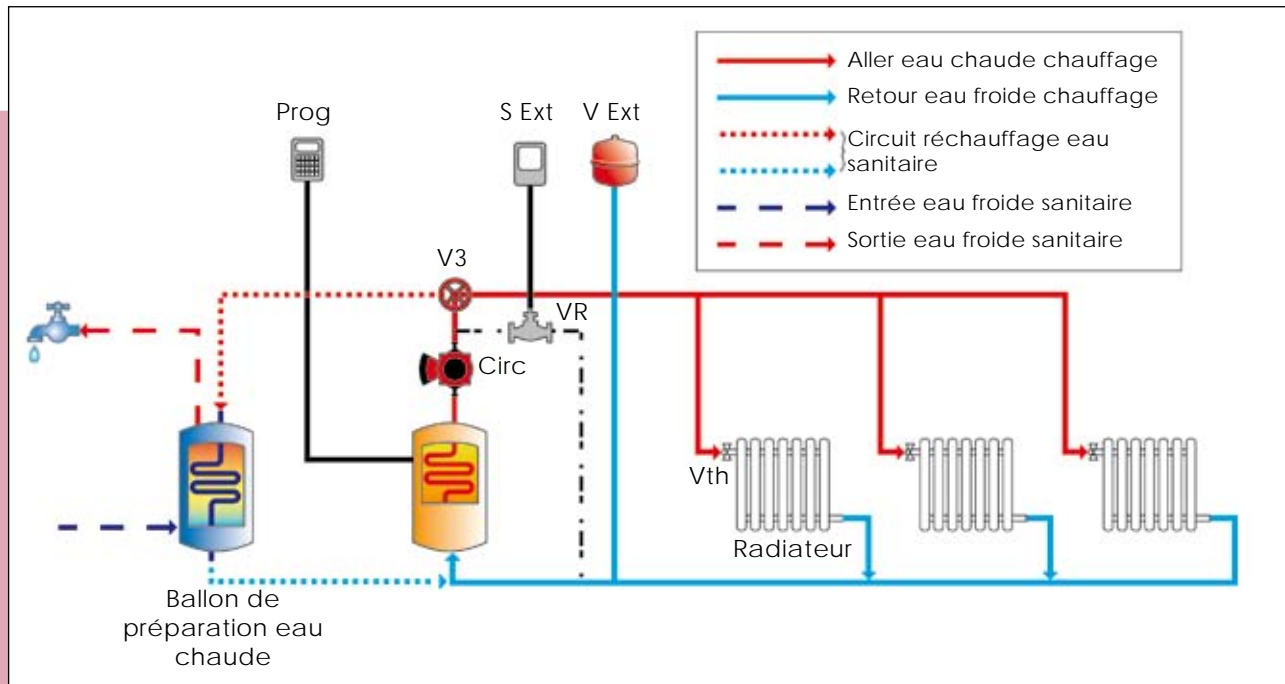 Aller eau chaude chauffage
Retour eau froide chauffage
Circuit réchauffage eau
sanitaire
Entrée eau froide sanitaire
Sortie eau froide sanitaire
Prog
S Ext
V Ext
V3
VR
Circ
Vth
Radiateur
Ballon de
préparation eau
chaude